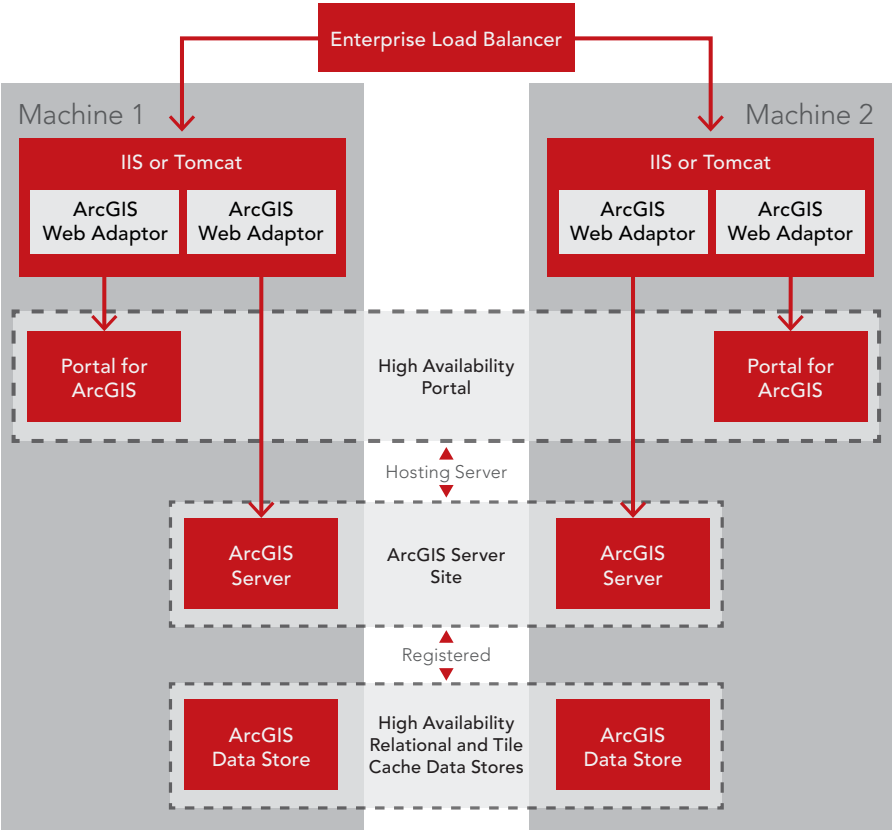 Enterprise Load Balancer
Machine 1
Machine 2
IIS or Tomcat
ArcGIS
Web Adaptor
ArcGIS
Web Adaptor
IIS or Tomcat
ArcGIS
Web Adaptor
ArcGIS
Web Adaptor
Portal for
ArcGIS
High Availability
Portal
Portal for
ArcGIS
Hosting Server
ArcGIS
Server
ArcGIS Server
Site
ArcGIS
Server
Registered
ArcGIS
Data Store
High Availability
Relational and Tile
Cache Data Stores
ArcGIS
Data Store